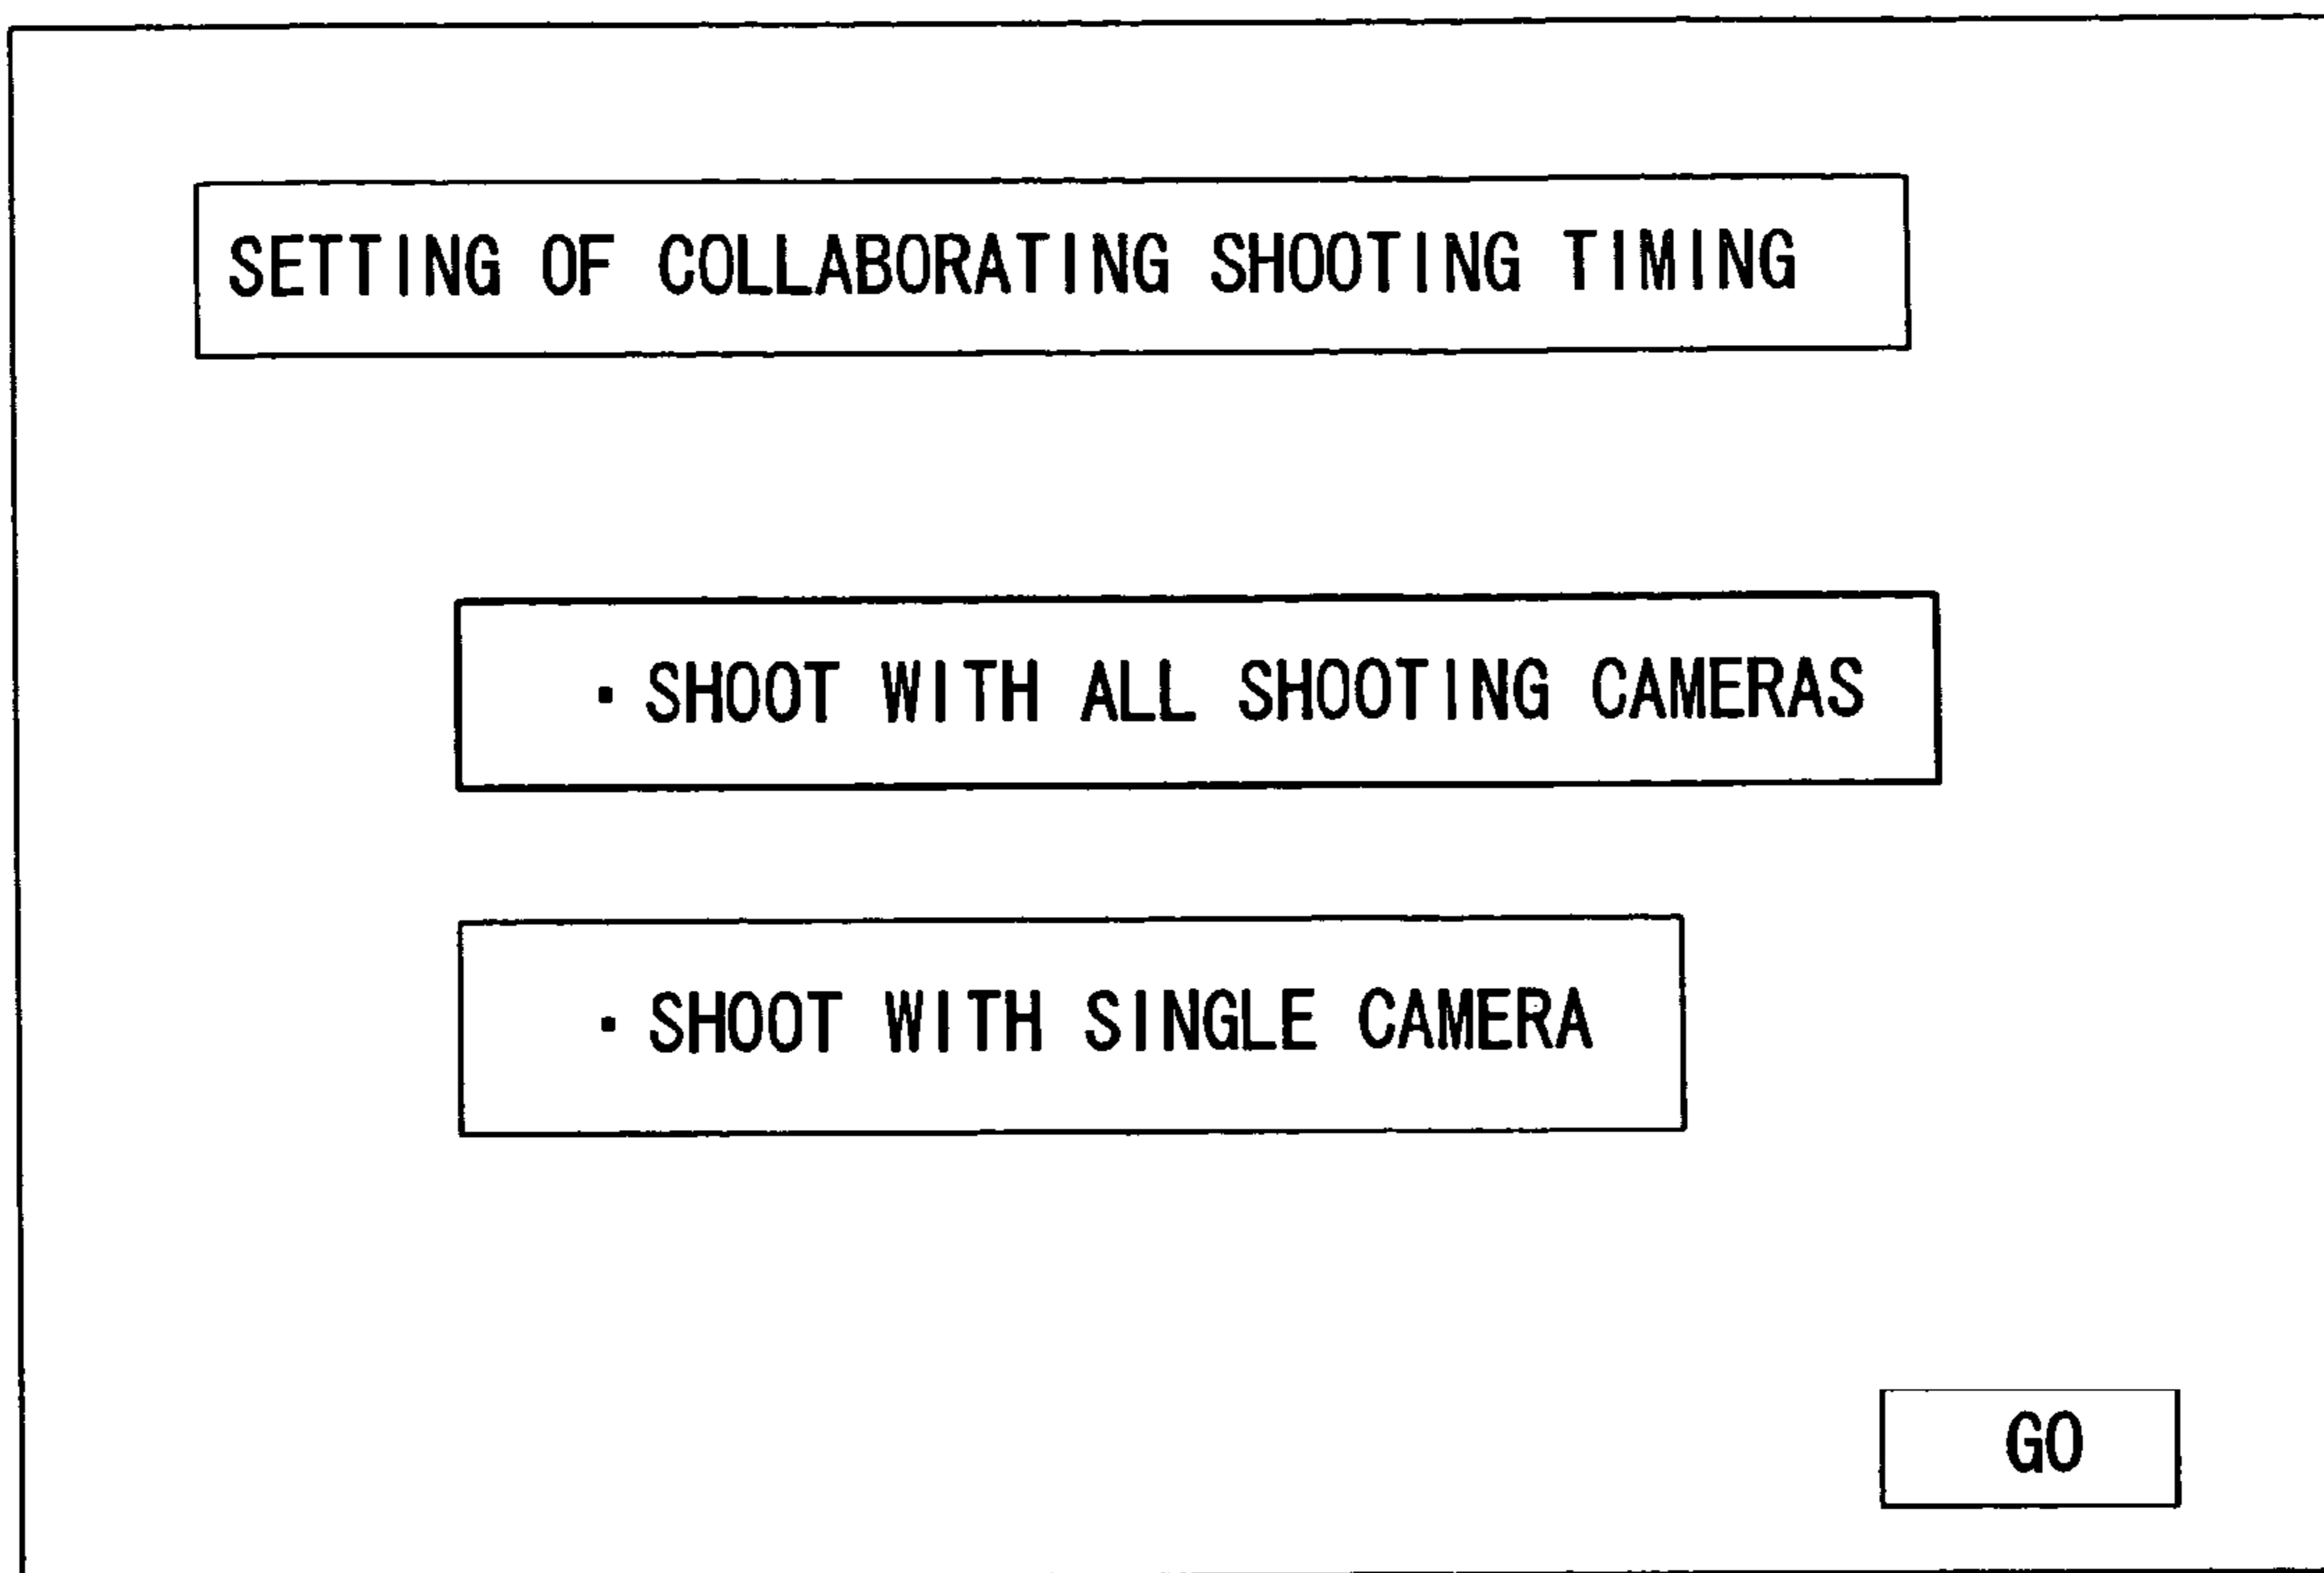 SETTING OF COLLABORATING SHOOTING TIMING
・SHOOT WITH ALL SHOOTING CAMERAS
・SHOOT WITH SINGLE CAMERA
GO